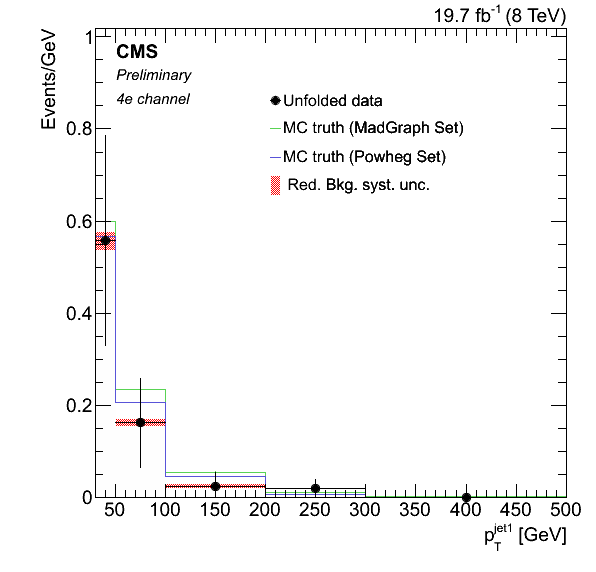 19.7 fb⁻¹ (8 TeV)
Events/GeV
CMS
Preliminary
4e channel
Unfolded data
MC truth (MadGraph Set)
MC truth (Powheg Set)
Red. Bkg. syst. unc.
1
0.8
0.6
0.4
0.2
0
50 100 150 200 250 300 350 400 450 500
p_T^jet1 [GeV]